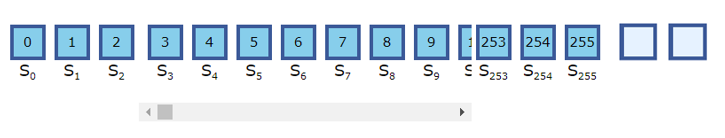 0 1 2 3 4 5 6 7 8 9 253 254 255
S₀ S₁ S₂ S₃ S₄ S₅ S₆ S₇ S₈ S₉ S₂₅₃ S₂₅₄ S₂₅₅